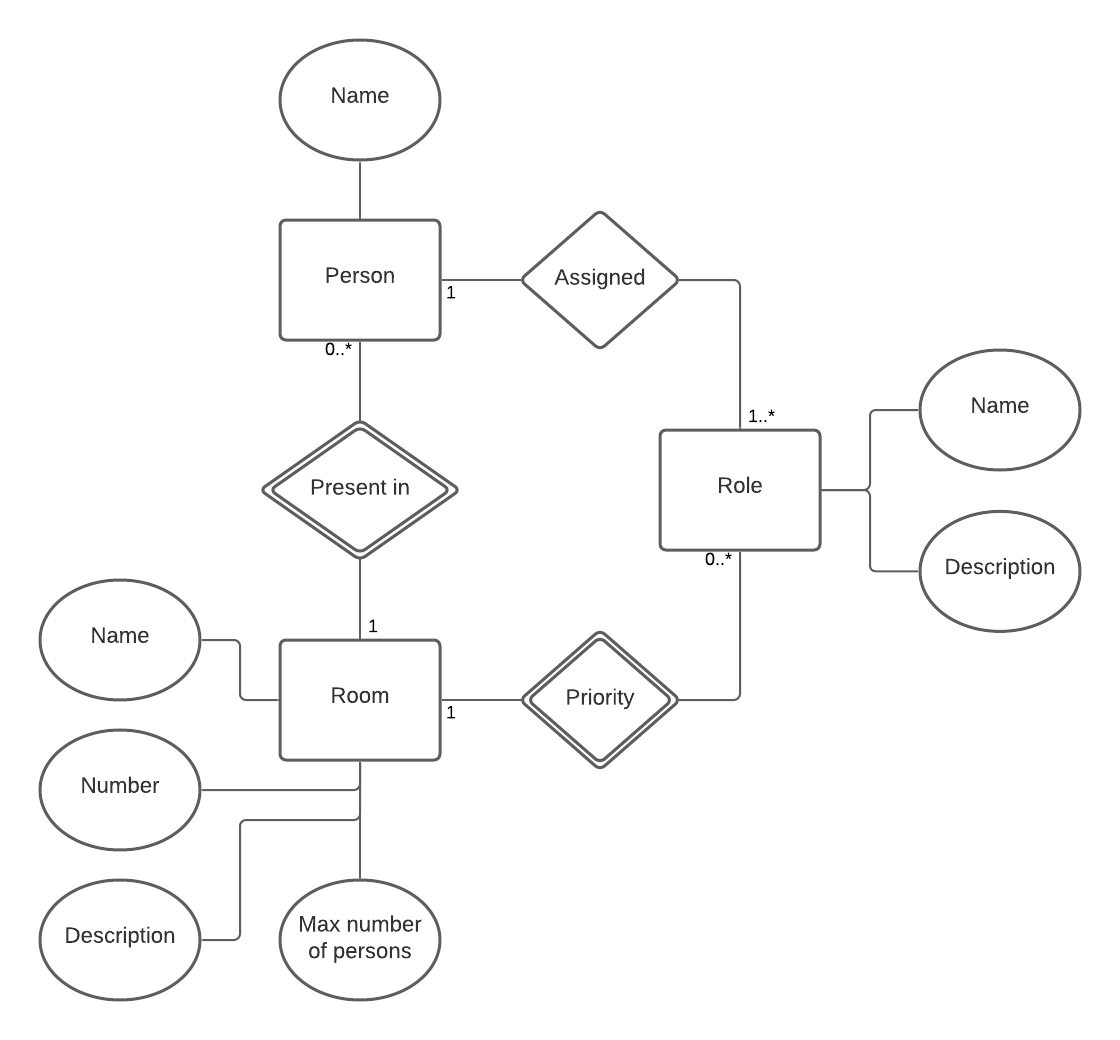 Name
Person
Assigned
1
0..*
1..*
Name
Present in
Role
Description
0..*
1
Name
Room
1
Priority
Number
Description
Max number
of persons